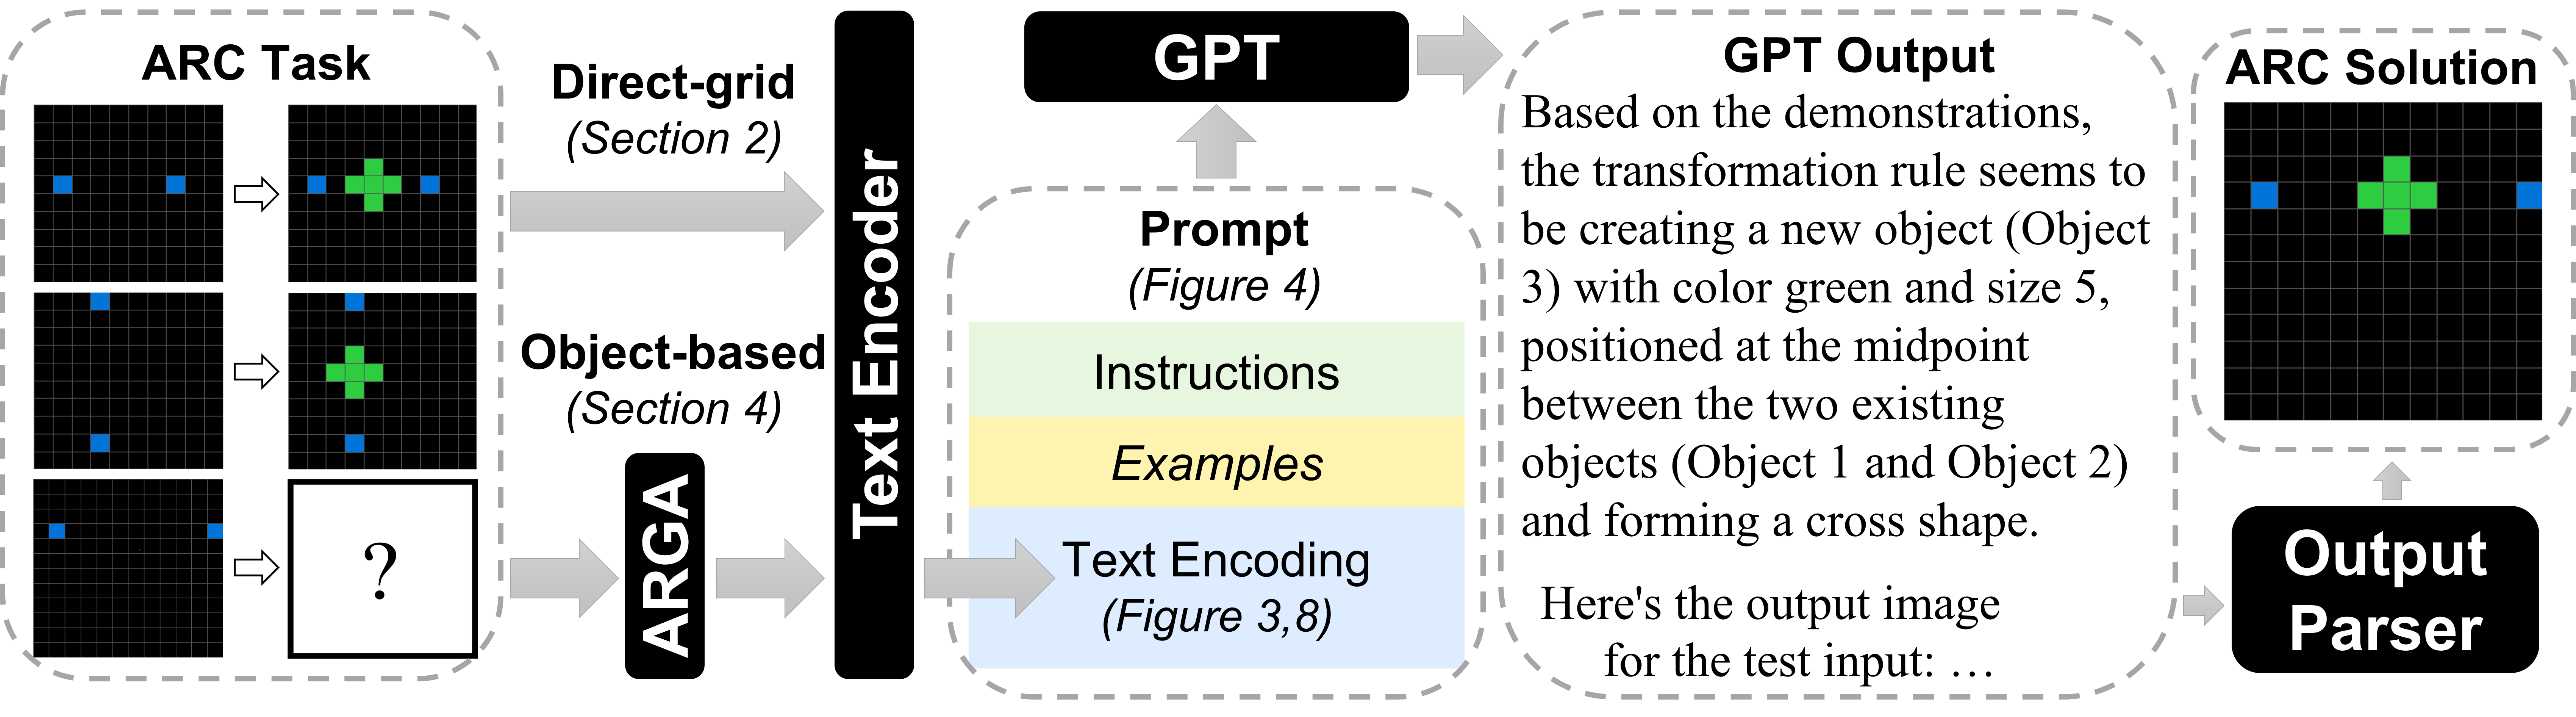 ARC Task
?
Direct-grid
(Section 2)
Object-based
(Section 4)
ARGA
Text Encoder
GPT
Prompt
(Figure 4)
Instructions
Examples
Text Encoding
(Figure 3,8)
GPT Output
Based on the demonstrations,
the transformation rule seems to
be creating a new object (Object
3) with color green and size 5,
positioned at the midpoint
between the two existing
objects (Object 1 and Object 2)
and forming a cross shape.
Here's the output image
for the test input: …
ARC Solution
Output
Parser